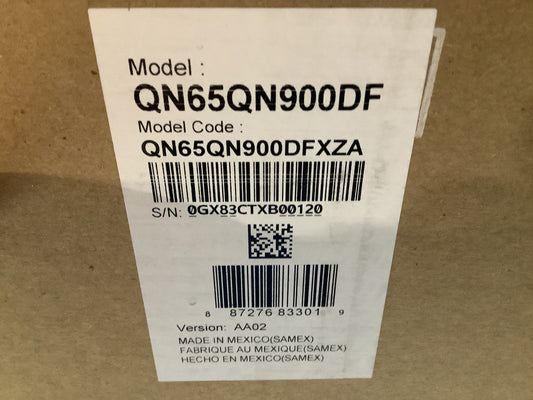 Model :
QN65QN900DF
Model Code :
QN65QN900DFXZA
S/N: 0GX83CTXB00120
8 87276 83301 9
Version: AA02
MADE IN MEXICO(SAMEX)
FABRIQUE AU MEXIQUE(SAMEX)
HECHO EN MEXICO(SAMEX)